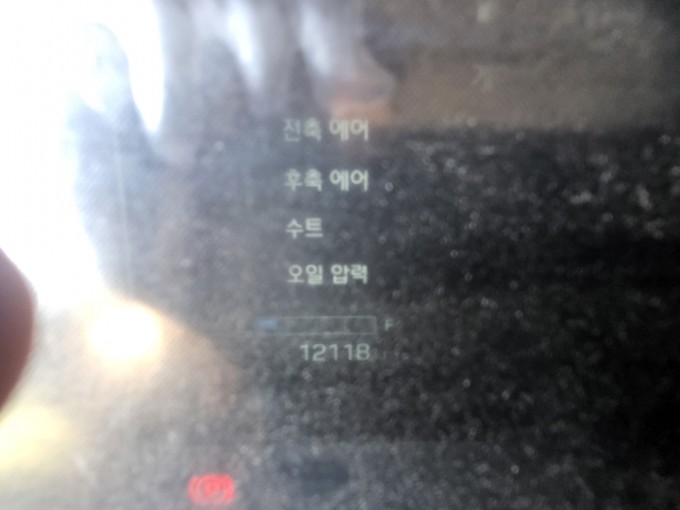 전축 에어
후축 에어
수트
오일 압력
F
12118
(P)